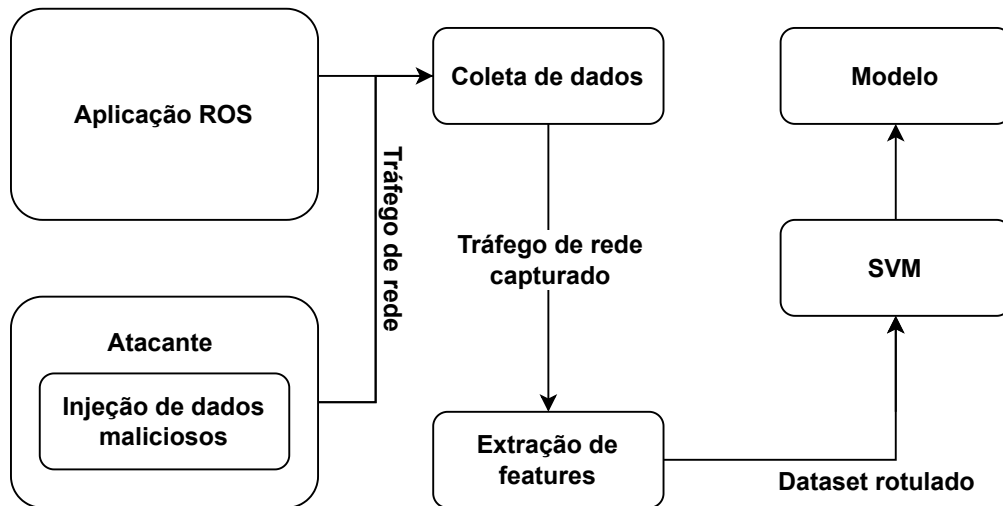 Aplicação ROS
Atacante
Injeção de dados
maliciosos
Tráfego de rede
Coleta de dados
Tráfego de rede
capturado
Extração de
features
Dataset rotulado
SVM
Modelo